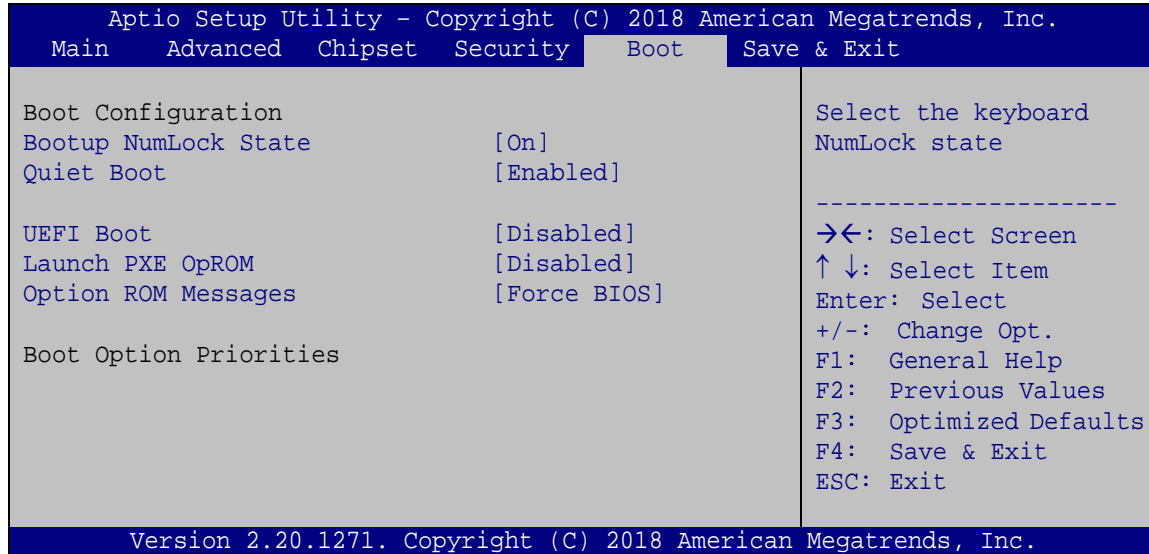 Aptio Setup Utility – Copyright (C) 2018 American Megatrends, Inc.
Main Advanced Chipset Security Boot Save & Exit
Boot Configuration
Bootup NumLock State [On]
Quiet Boot [Enabled]
UEFI Boot [Disabled]
Launch PXE OpROM [Disabled]
Option ROM Messages [Force BIOS]
Boot Option Priorities
Select the keyboard
NumLock state
---------------------
→←: Select Screen
↑ ↓: Select Item
Enter: Select
+/-: Change Opt.
F1: General Help
F2: Previous Values
F3: Optimized Defaults
F4: Save & Exit
ESC: Exit
Version 2.20.1271. Copyright (C) 2018 American Megatrends, Inc.